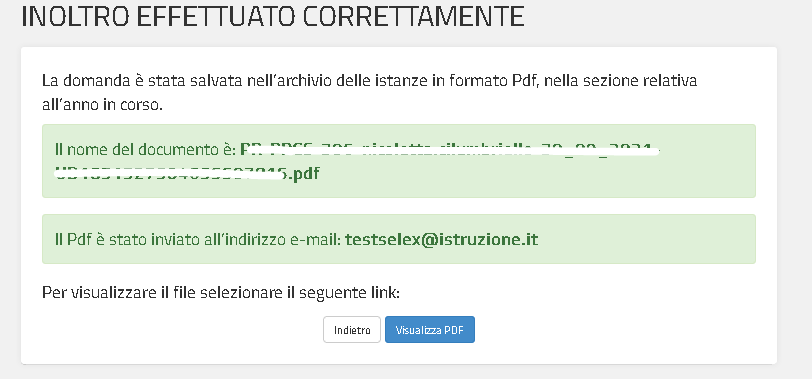 INOLTRO EFFETTUATO CORRETTAMENTE
La domanda è stata salvata nell'archivio delle istanze in formato Pdf, nella sezione relativa
all'anno in corso.
Il nome del documento è:
.pdf
Il Pdf è stato inviato all'indirizzo e-mail: testselex@istruzione.it
Per visualizzare il file selezionare il seguente link:
Indietro Visualizza PDF